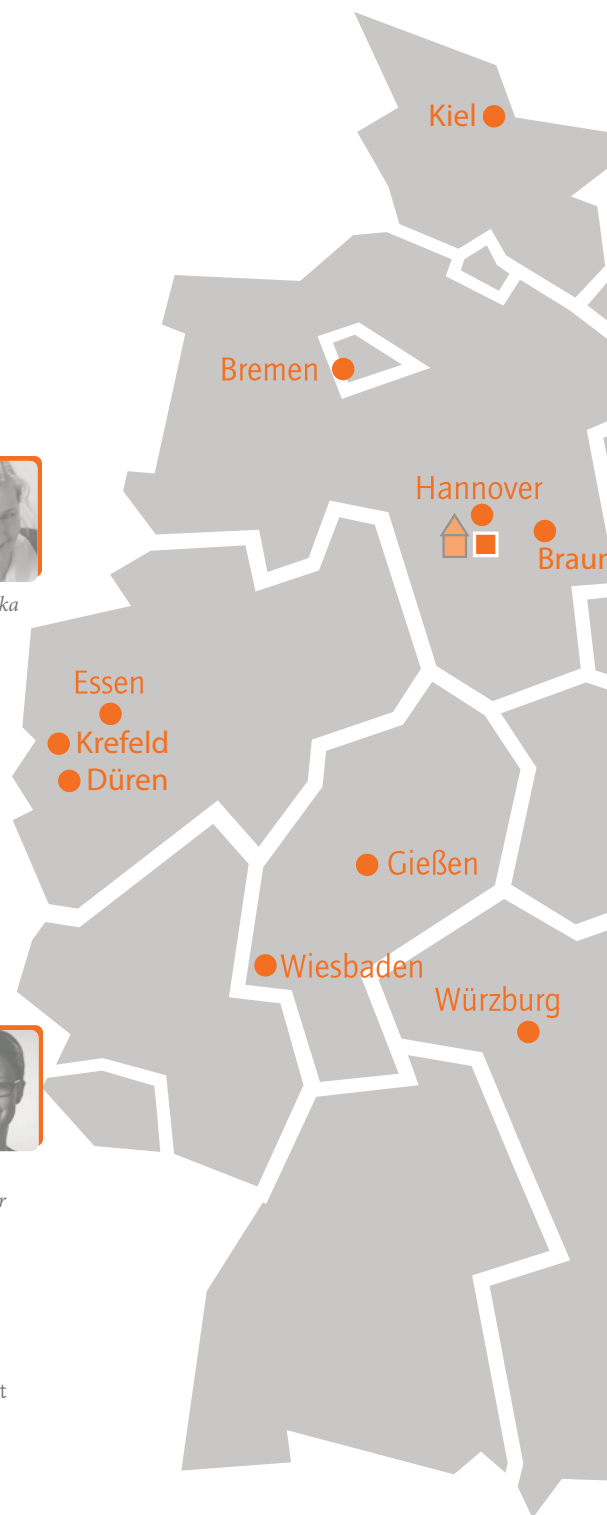 Kiel
Bremen
Hannover
Braun
ka
Essen
Krefeld
Düren
Gießen
Wiesbaden
Würzburg
r
t